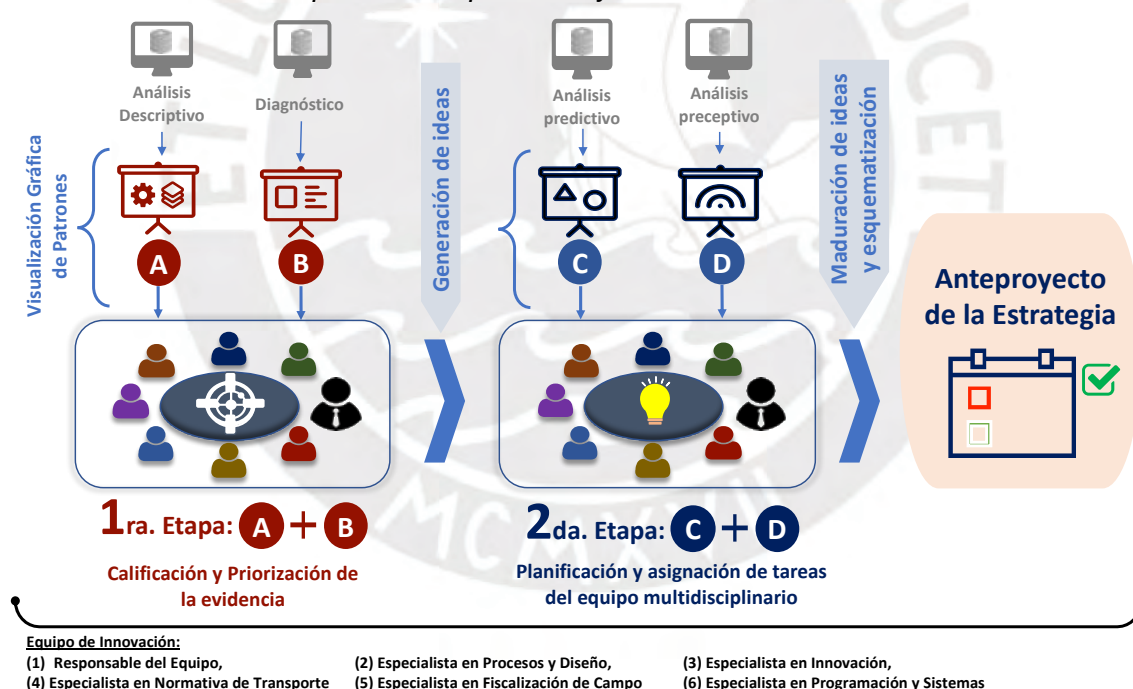 Análisis
Descriptivo
Diagnóstico
Visualización Gráfica
de Patrones
A
B
Generación de ideas
Análisis
predictivo
Análisis
preceptivo
C
D
Maduración de ideas
y esquematización
Anteproyecto
de la Estrategia
1ra. Etapa: A + B
Calificación y Priorización de
la evidencia
2da. Etapa: C + D
Planificación y asignación de tareas
del equipo multidisciplinario
Equipo de Innovación:
(1) Responsable del Equipo, (2) Especialista en Procesos y Diseño, (3) Especialista en Innovación,
(4) Especialista en Normativa de Transporte (5) Especialista en Fiscalización de Campo (6) Especialista en Programación y Sistemas
MCMXVII